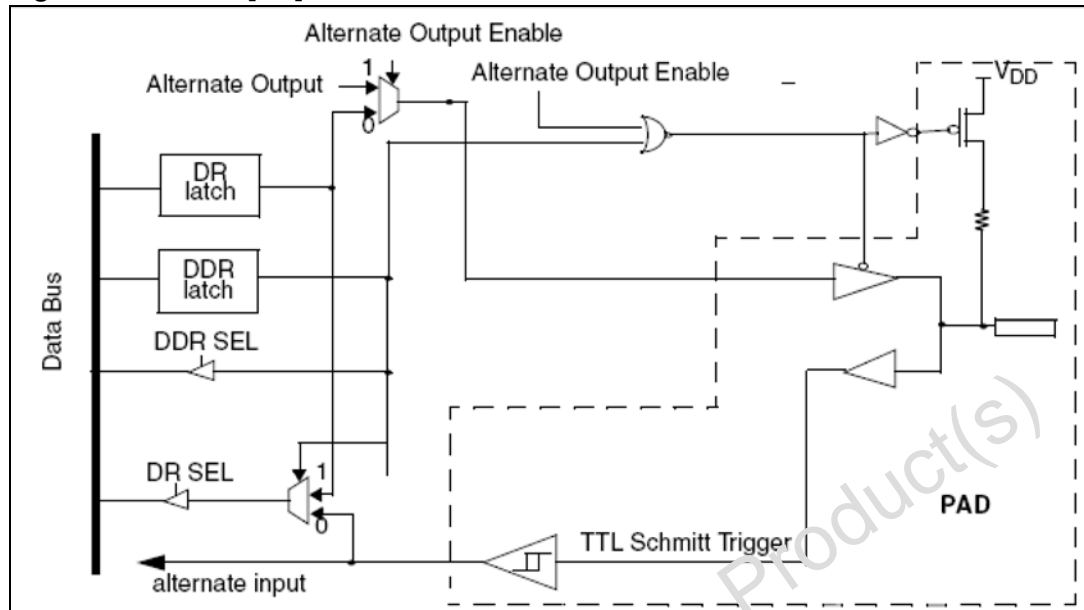 Alternate Output Enable
1
Alternate Output
0
Alternate Output Enable
VDD
DR
latch
DDR
latch
Data Bus
DDR SEL
DR SEL
1
0
PAD
TTL Schmitt Trigger
alternate input
Product(s)